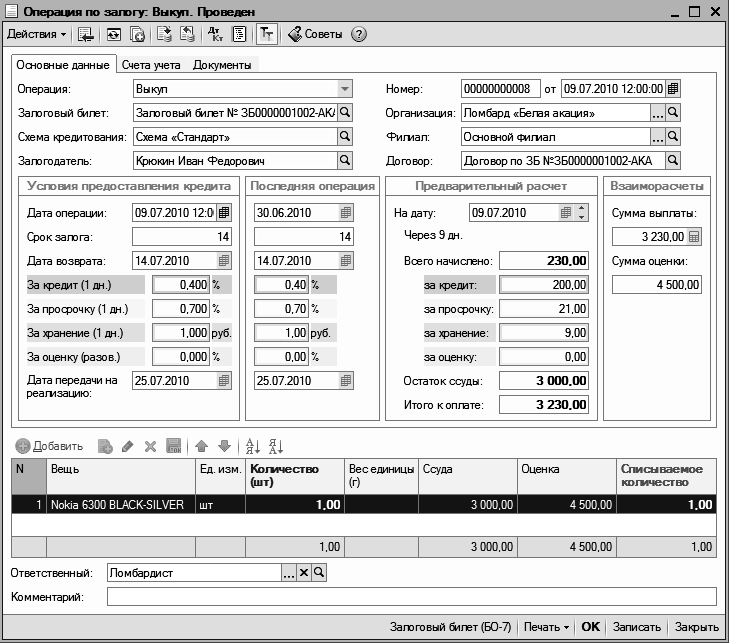 Операция по залогу: Выкуп. Проведен
Действия Дт Кт Тт Советы ?
Основные данные Счета учета Документы
Операция: Выкуп Номер: 00000000008 от 09.07.2010 12:00:00
Залоговый билет: Залоговый билет № ЗБ0000001002-АКА Организация: Ломбард «Белая акация» ...
Схема кредитования: Схема «Стандарт» Филиал: Основной филиал ...
Залогодатель: Крюкин Иван Федорович Договор: Договор по ЗБ №ЗБ0000001002-АКА
Условия предоставления кредита Последняя операция Предварительный расчет Взаиморасчеты
Дата операции: 09.07.2010 12:0 30.06.2010 На дату: 09.07.2010 Сумма выплаты:
Срок залога: 14 14 Через 9 дн. 3 230,00
Дата возврата: 14.07.2010 14.07.2010 Всего начислено: 230,00 Сумма оценки:
За кредит (1 дн.) 0,400 % 0,40 % за кредит: 200,00 4 500,00
За просрочку (1 дн.) 0,700 % 0,70 % за просрочку: 21,00
За хранение (1 дн.) 1,000 руб. 1,00 руб. за хранение: 9,00
За оценку (разов.) 0,000 % 0,00 % за оценку: 0,00
Дата передачи на реализацию: 25.07.2010 25.07.2010 Остаток ссуды: 3 000,00
Итого к оплате: 3 230,00
Добавить
N Вещь Ед. изм. Количество (шт) Вес единицы (г) Ссуда Оценка Списываемое количество
1 Nokia 6300 BLACK-SILVER шт 1,00 3 000,00 4 500,00 1,00
1,00 3 000,00 4 500,00 1,00
Ответственный: Ломбардист ...
Комментарий:
Залоговый билет (БО-7) Печать OK Записать Закрыть